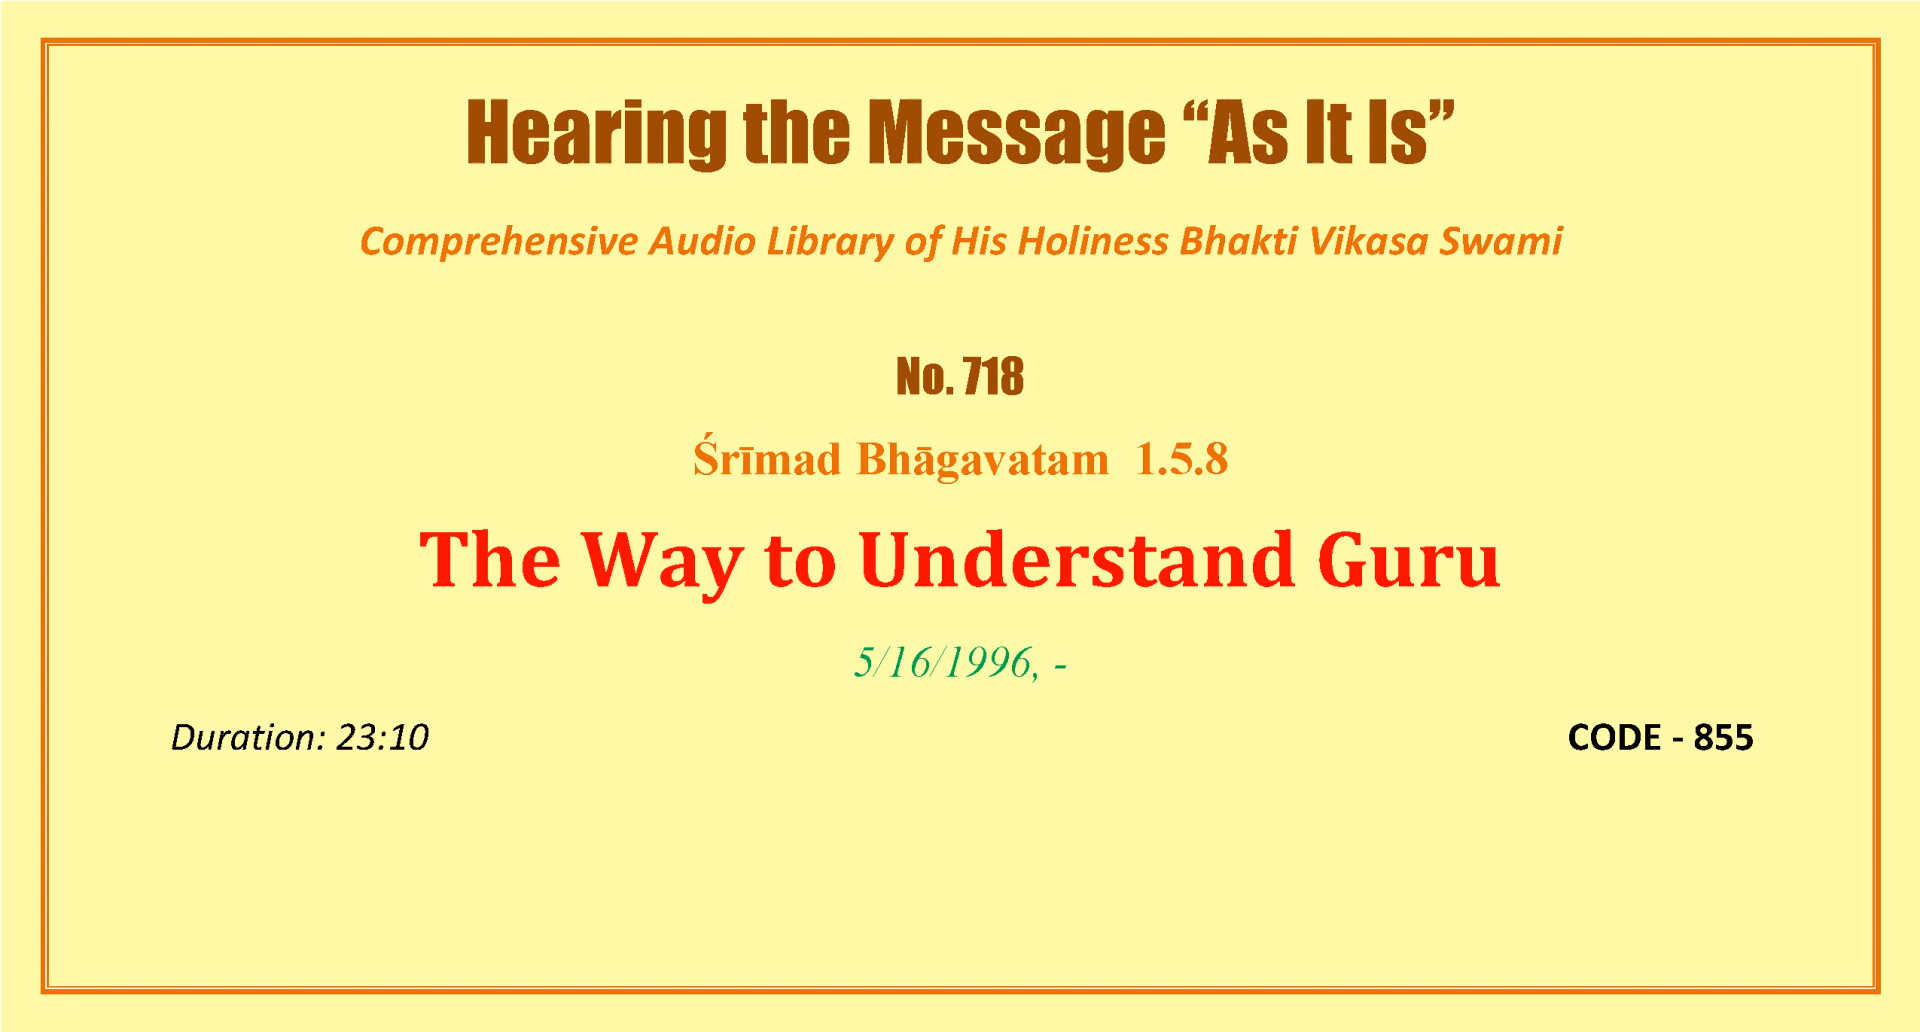 Hearing the Message “As It Is”
Comprehensive Audio Library of His Holiness Bhakti Vikasa Swami
No. 718
Śrīmad Bhāgavatam 1.5.8
The Way to Understand Guru
5/16/1996, -
Duration: 23:10
CODE - 855